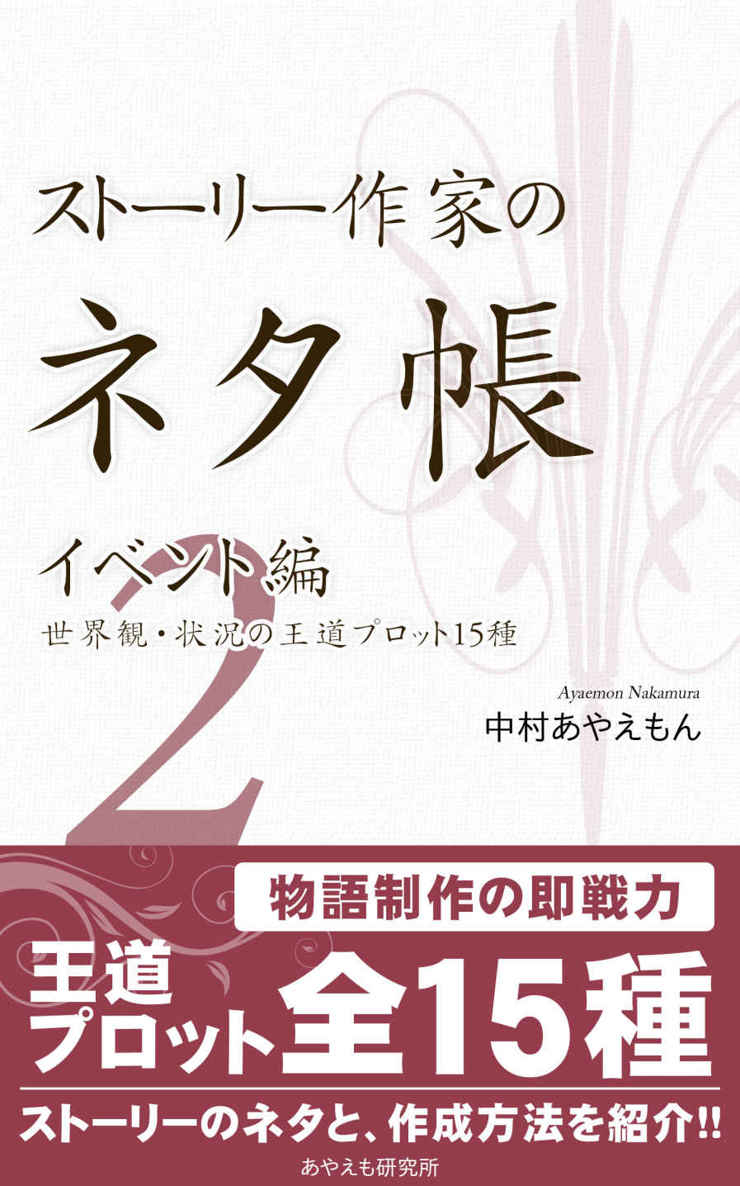 ストーリー作家の
ネタ帳
イベント編
2
世界観・状況の王道プロット15種
Ayaemon Nakamura
中村あやえもん
物語制作の即戦力
王道
プロット全15種
ストーリーのネタと、作成方法を紹介!!
あやえも研究所